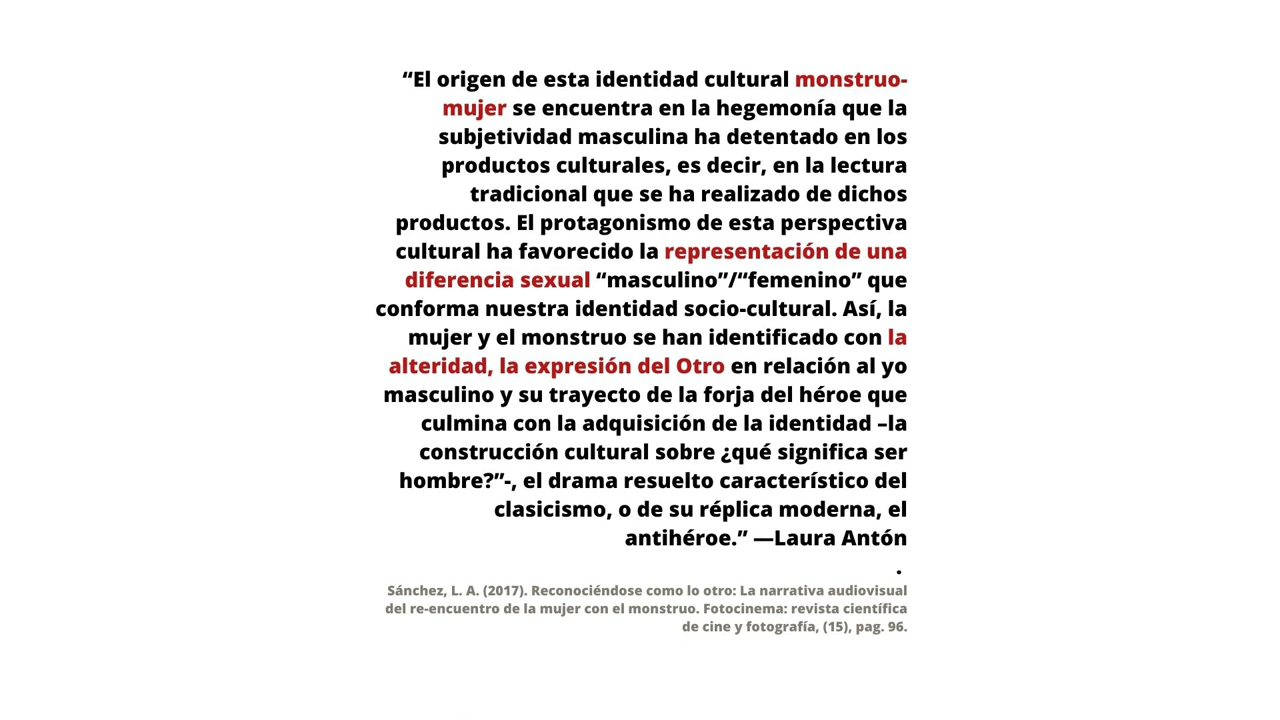 “El origen de esta identidad cultural monstruo-
mujer se encuentra en la hegemonía que la
subjetividad masculina ha detentado en los
productos culturales, es decir, en la lectura
tradicional que se ha realizado de dichos
productos. El protagonismo de esta perspectiva
cultural ha favorecido la representación de una
diferencia sexual “masculino”/“femenino” que
conforma nuestra identidad socio-cultural. Así, la
mujer y el monstruo se han identificado con la
alteridad, la expresión del Otro en relación al yo
masculino y su trayecto de la forja del héroe que
culmina con la adquisición de la identidad –la
construcción cultural sobre ¿qué significa ser
hombre?”-, el drama resuelto característico del
clasicismo, o de su réplica moderna, el
antihéroe.” —Laura Antón
.
Sánchez, L. A. (2017). Reconociéndose como lo otro: La narrativa audiovisual
del re-encuentro de la mujer con el monstruo. Fotocinema: revista científica
de cine y fotografía, (15), pag. 96.